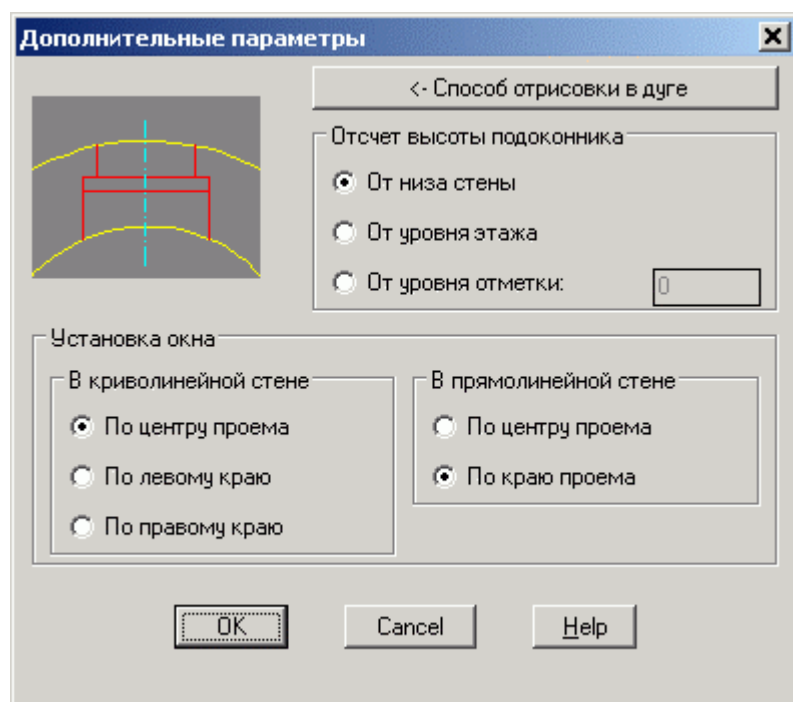 Дополнительные параметры
<- Способ отрисовки в дуге
Отсчет высоты подоконника
От низа стены
От уровня этажа
От уровня отметки: 0
Установка окна
В криволинейной стене
По центру проема
По левому краю
По правому краю
В прямолинейной стене
По центру проема
По краю проема
OK Cancel Help